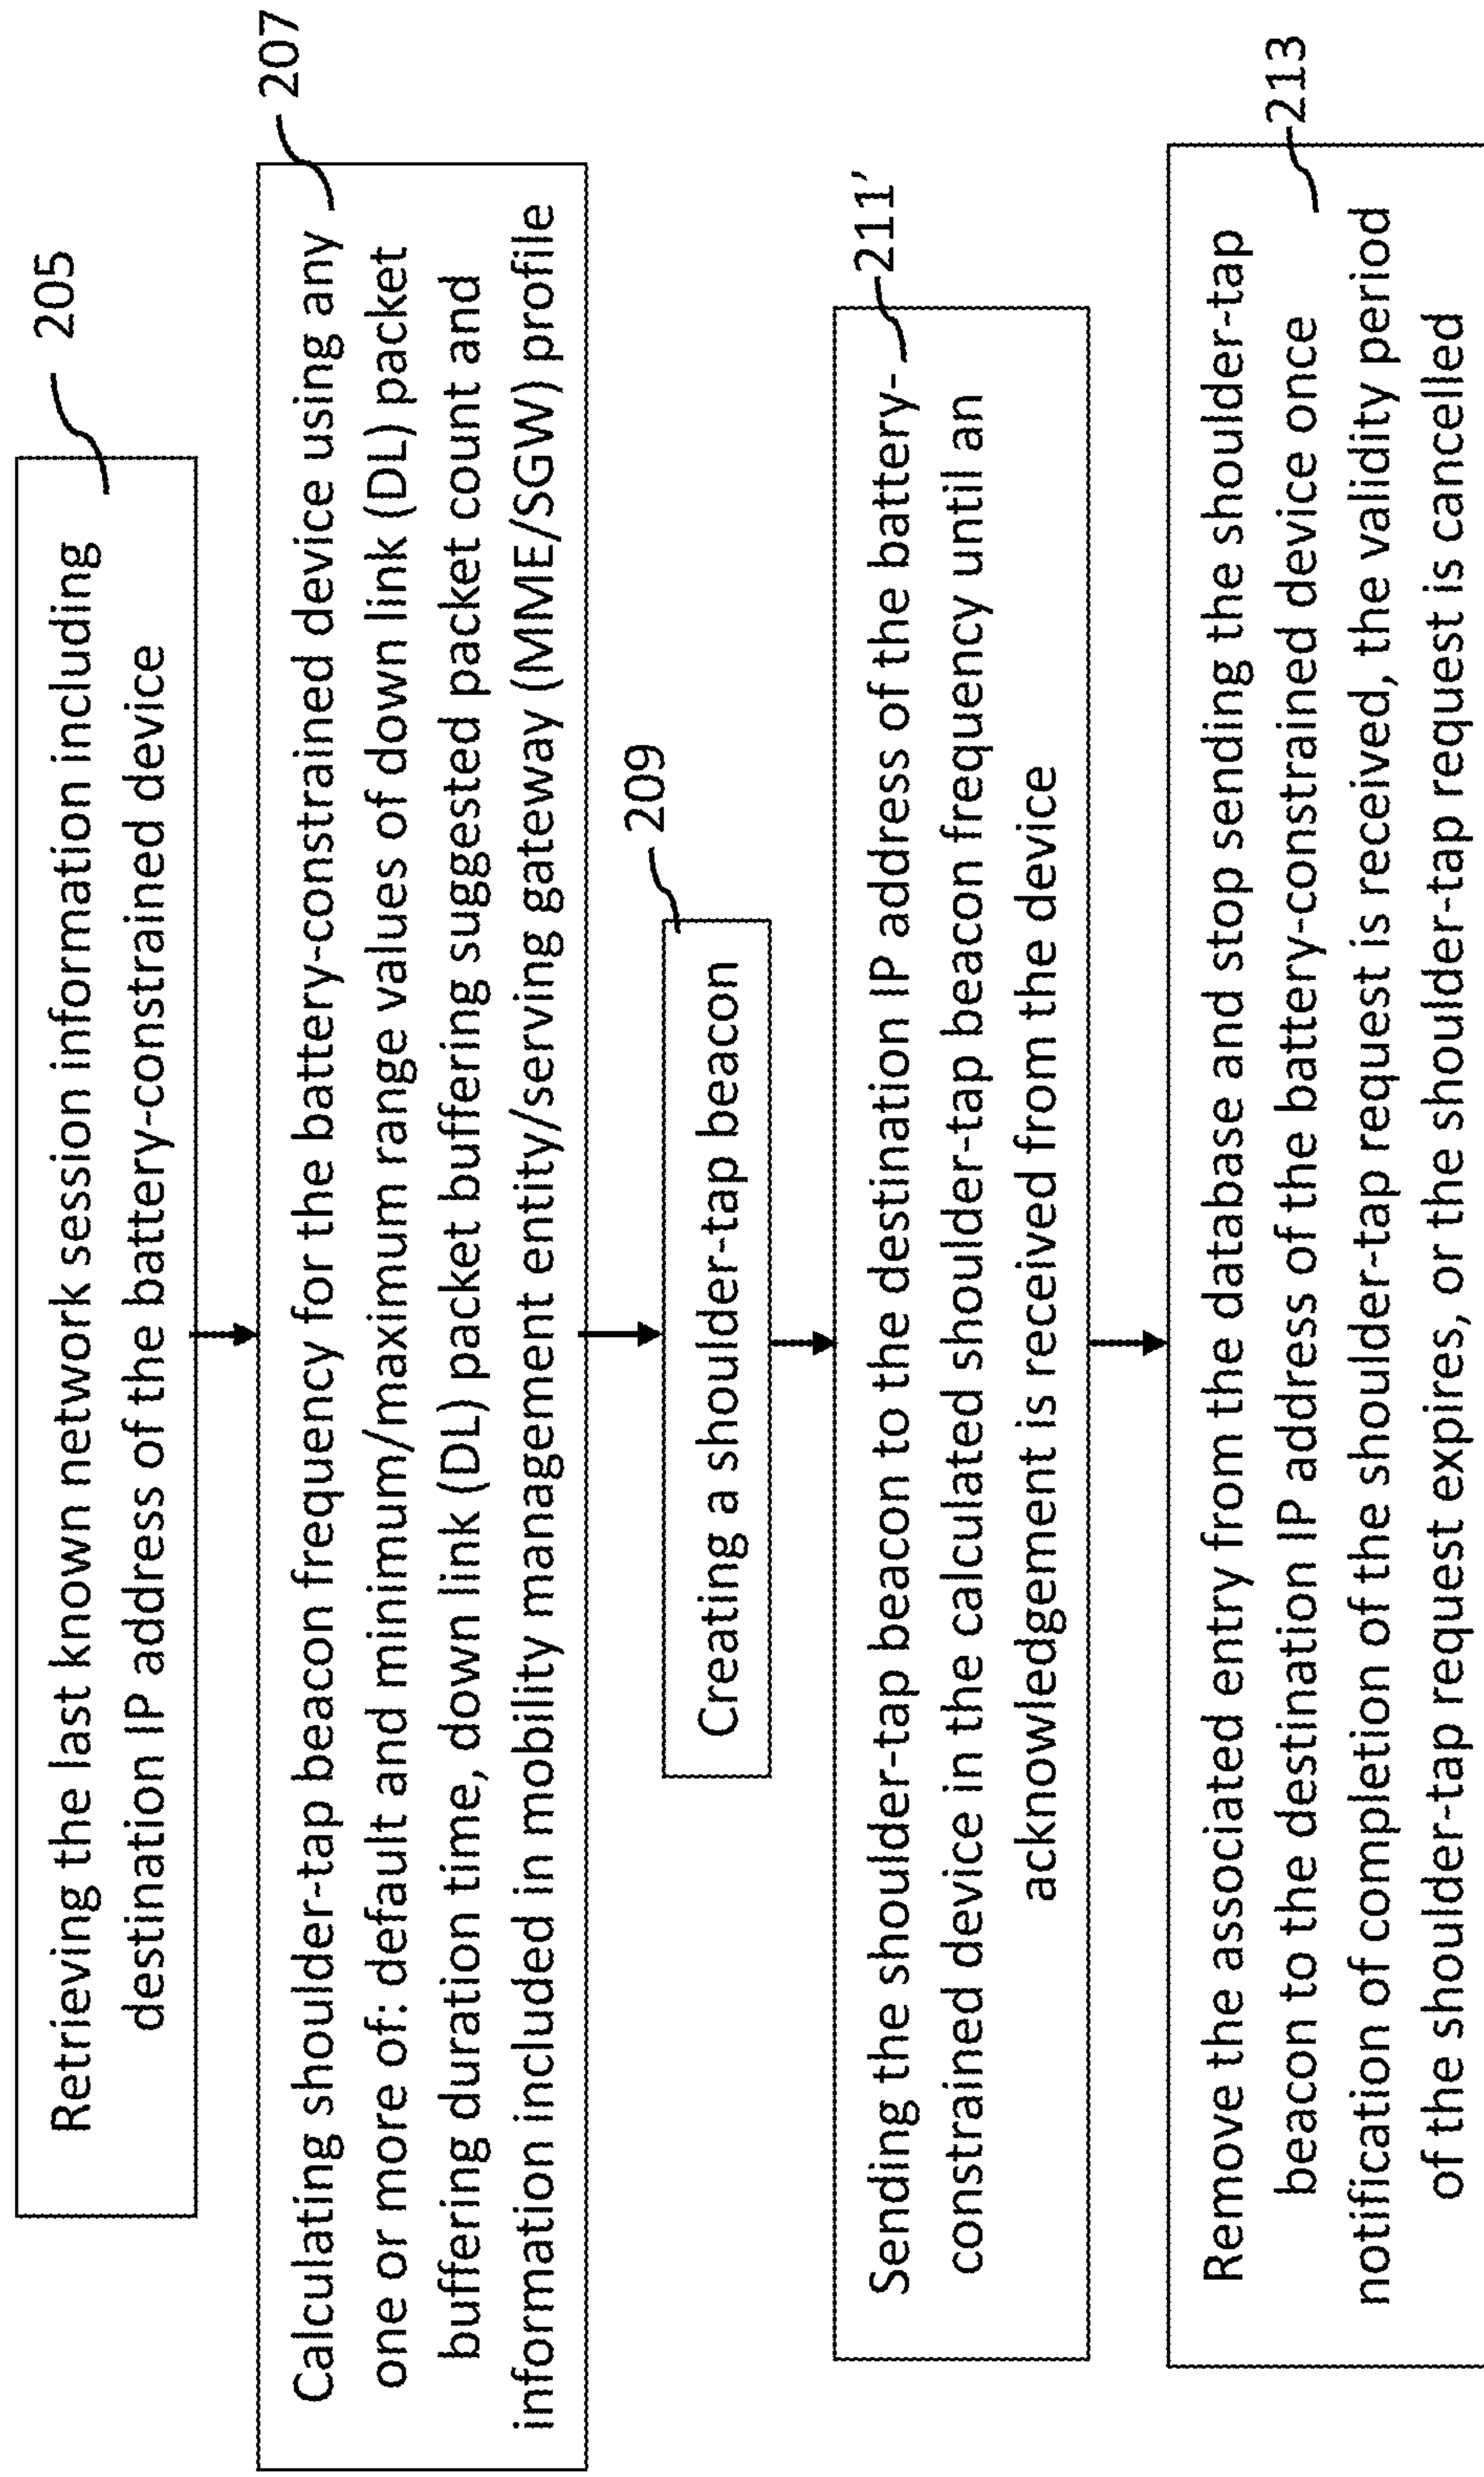 205
Retrieving the last known network session information including
destination IP address of the battery-constrained device
207
Calculating shoulder-tap beacon frequency for the battery-constrained device using any
one or more of: default and minimum/maximum range values of down link (DL) packet
buffering duration time, down link (DL) packet buffering suggested packet count and
information included in mobility management entity/serving gateway (MME/SGW) profile
209
Creating a shoulder-tap beacon
211’
Sending the shoulder-tap beacon to the destination IP address of the battery-
constrained device in the calculated shoulder-tap beacon frequency until an
acknowledgement is received from the device
213
Remove the associated entry from the database and stop sending the shoulder-tap
beacon to the destination IP address of the battery-constrained device once
notification of completion of the shoulder-tap request is received, the validity period
of the shoulder-tap request expires, or the shoulder-tap request is cancelled